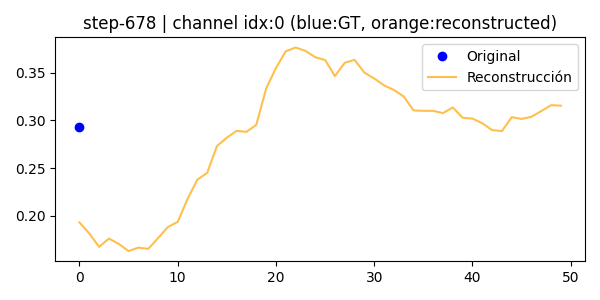 step-678 | channel idx:0 (blue:GT, orange:reconstructed)
Original
Reconstrucción
0.35
0.30
0.25
0.20
0 10 20 30 40 50